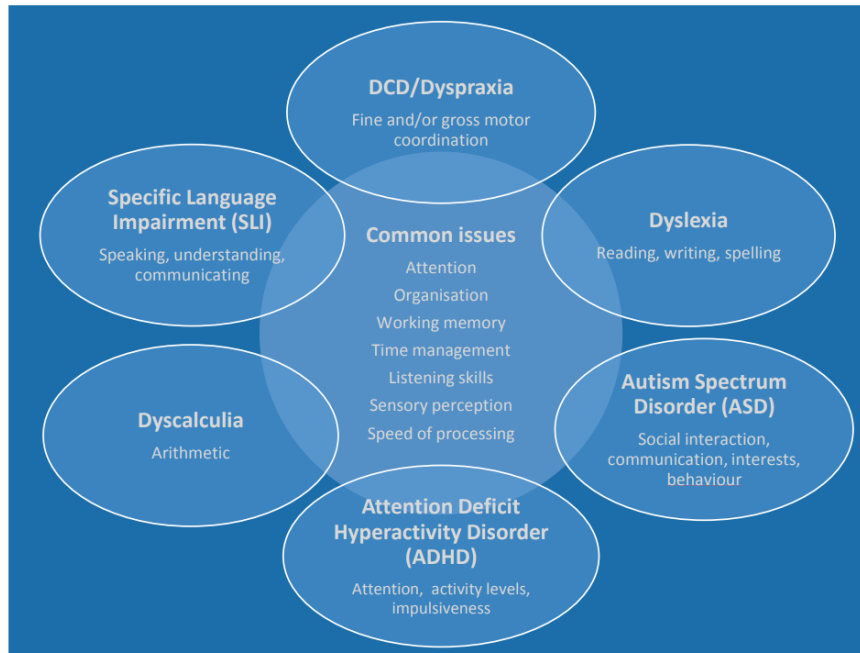 DCD/Dyspraxia
Fine and/or gross motor
coordination
Specific Language
Impairment (SLI)
Speaking, understanding,
communicating
Common issues
Attention
Organisation
Working memory
Time management
Listening skills
Sensory perception
Speed of processing
Dyslexia
Reading, writing, spelling
Dyscalculia
Arithmetic
Autism Spectrum
Disorder (ASD)
Social interaction,
communication, interests,
behaviour
Attention Deficit
Hyperactivity Disorder
(ADHD)
Attention, activity levels,
impulsiveness